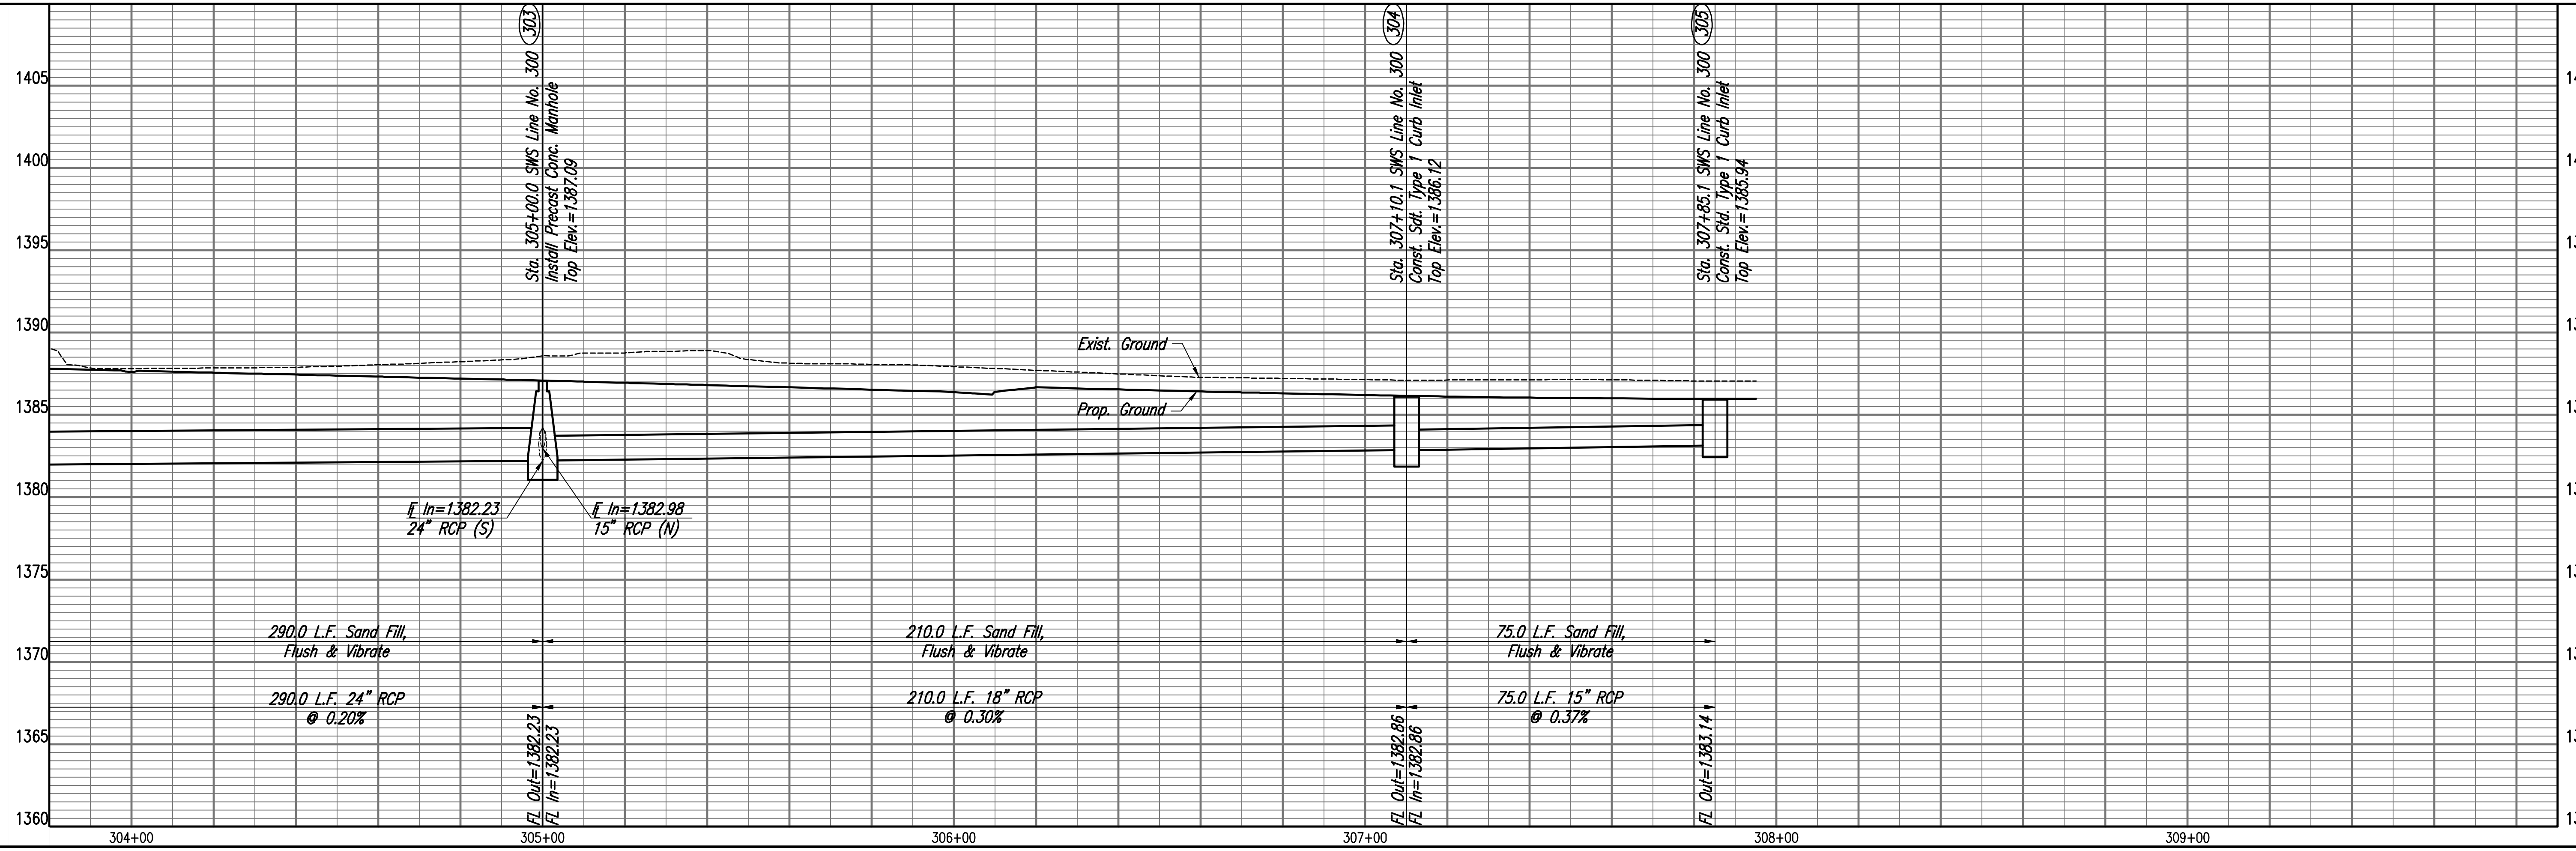 303
Sta. 305+00.0 SWS Line No. 300
Install Precast Conc. Manhole
Top Elev.=1387.09
304
Sta. 307+10.1 SWS Line No. 300
Const. Sdt. Type 1 Curb Inlet
Top Elev.=1386.12
305
Sta. 307+85.1 SWS Line No. 300
Const. Std. Type 1 Curb Inlet
Top Elev.=1385.94
1405
1400
1395
1390
1385
1380
1375
1370
1365
1360
Exist. Ground
Prop. Ground
FL In=1382.23
24" RCP (S)
FL In=1382.98
15" RCP (N)
290.0 L.F. Sand Fill,
Flush & Vibrate
210.0 L.F. Sand Fill,
Flush & Vibrate
75.0 L.F. Sand Fill,
Flush & Vibrate
290.0 L.F. 24" RCP
@ 0.20%
210.0 L.F. 18" RCP
@ 0.30%
75.0 L.F. 15" RCP
@ 0.37%
FL Out=1382.23
FL In=1382.23
FL Out=1382.86
FL In=1382.86
FL Out=1383.14
304+00
305+00
306+00
307+00
308+00
309+00